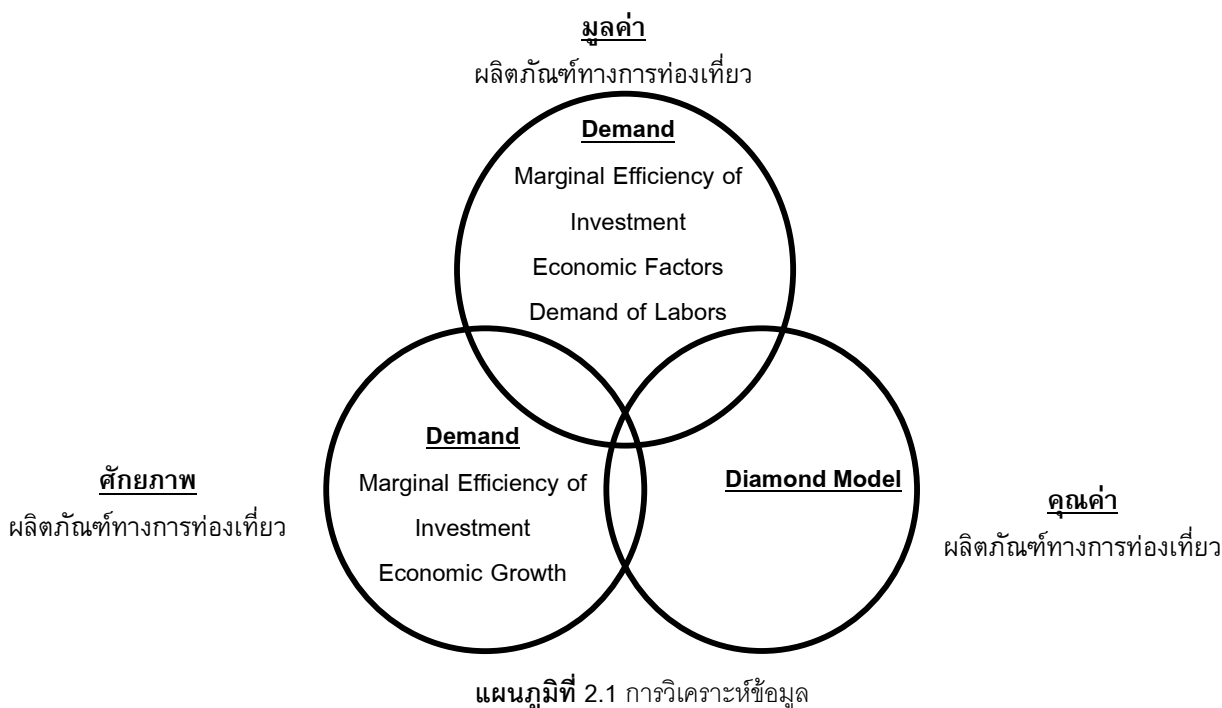 มูลค่า
ผลิตภัณฑ์ทางการท่องเที่ยว
Demand
Marginal Efficiency of
Investment
Economic Factors
Demand of Labors
Demand
Marginal Efficiency of
Investment
Economic Growth
Diamond Model
ศักยภาพ
ผลิตภัณฑ์ทางการท่องเที่ยว
คุณค่า
ผลิตภัณฑ์ทางการท่องเที่ยว
แผนภูมิที่ 2.1 การวิเคราะห์ข้อมูล